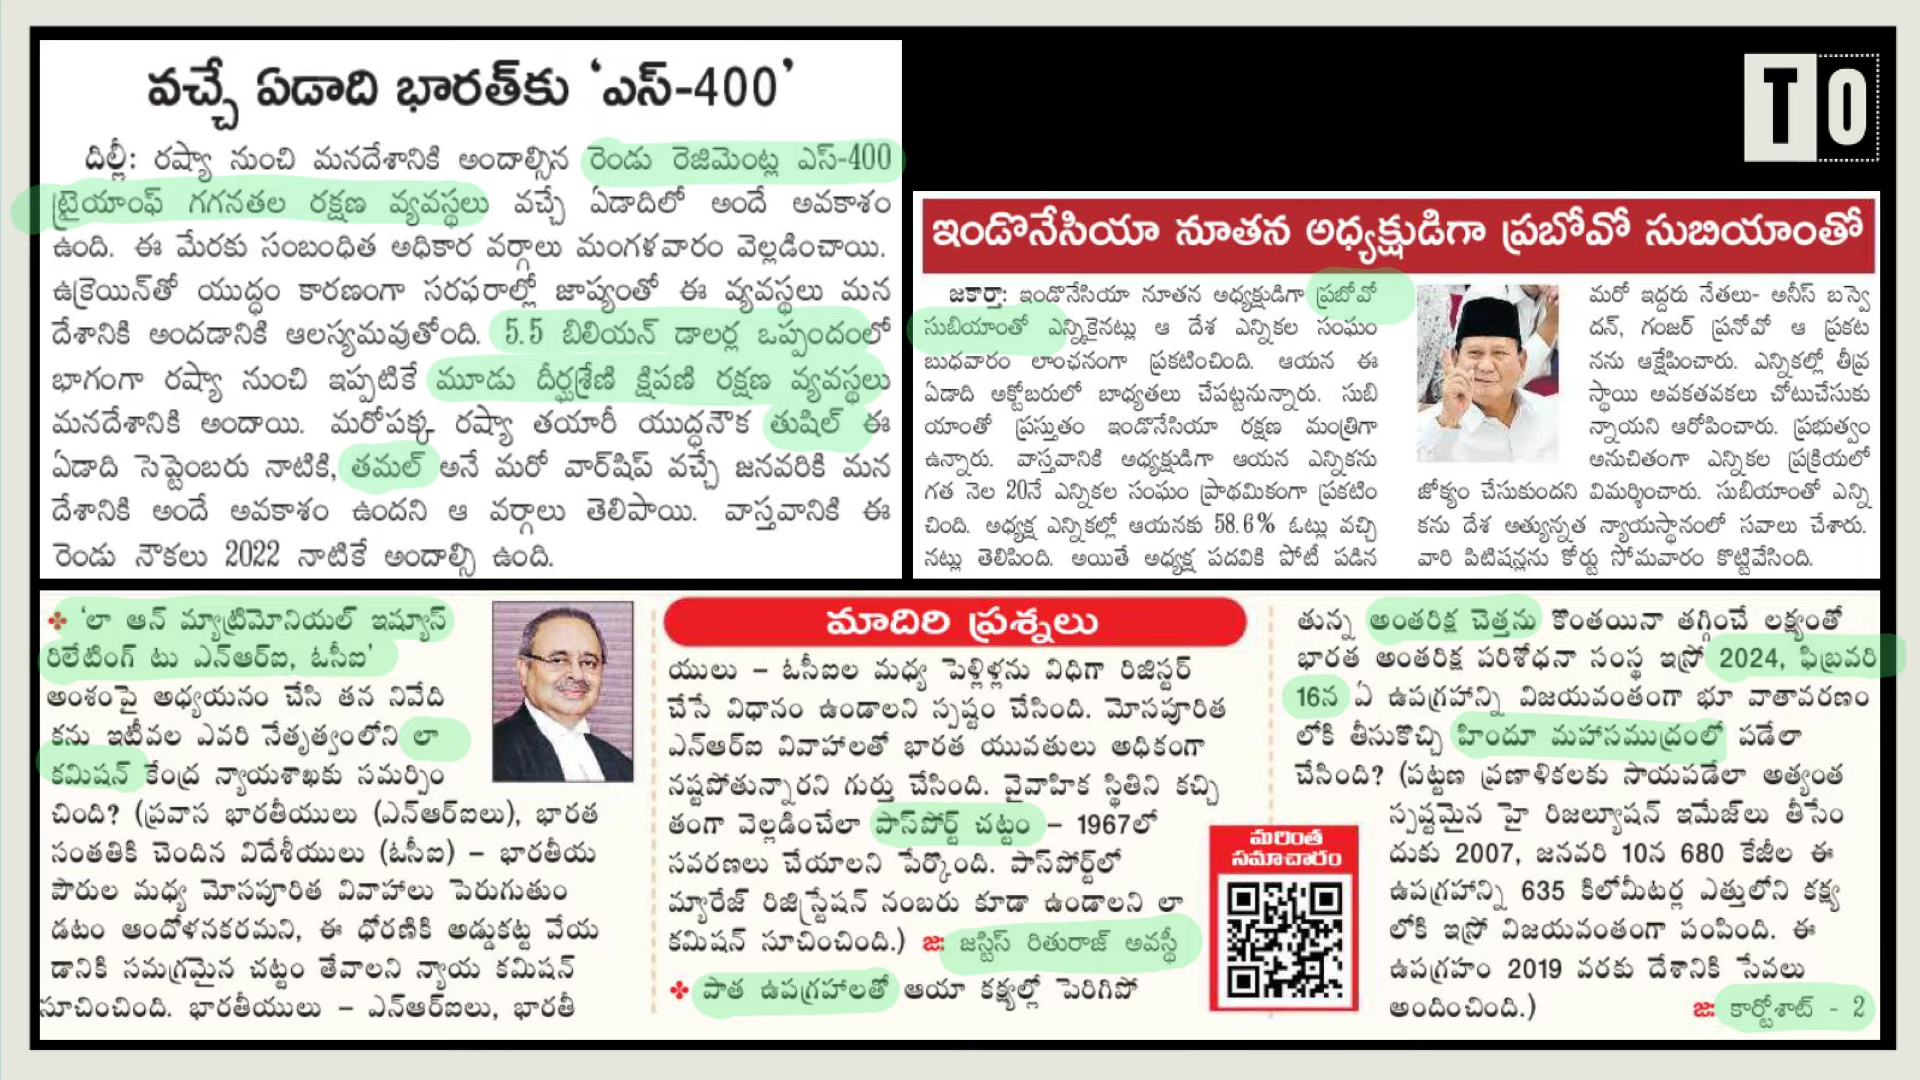 వచ్చే ఏడాది భారత్‌కు ‘ఎస్-400’
దిల్లీ: రష్యా నుంచి మనదేశానికి అందాల్సిన రెండు రెజిమెంట్ల ఎస్-400
ట్రైయాంఫ్ గగనతల రక్షణ వ్యవస్థలు వచ్చే ఏడాదిలో అందే అవకాశం
ఉంది. ఈ మేరకు సంబంధిత అధికార వర్గాలు మంగళవారం వెల్లడించాయి.
ఉక్రెయిన్‌తో యుద్ధం కారణంగా సరఫరాల్లో జాప్యంతో ఈ వ్యవస్థలు మన
దేశానికి అందడానికి ఆలస్యమవుతోంది. 5.5 బిలియన్ డాలర్ల ఒప్పందంలో
భాగంగా రష్యా నుంచి ఇప్పటికే మూడు దీర్ఘశ్రేణి క్షిపణి రక్షణ వ్యవస్థలు
మనదేశానికి అందాయి. మరోపక్క రష్యా తయారీ యుద్ధనౌక తుషిల్ ఈ
ఏడాది సెప్టెంబరు నాటికి, తమల్ అనే మరో వార్‌షిప్ వచ్చే జనవరికి మన
దేశానికి అందే అవకాశం ఉందని ఆ వర్గాలు తెలిపాయి. వాస్తవానికి ఈ
రెండు నౌకలు 2022 నాటికే అందాల్సి ఉంది.
TO
ఇండొనేసియా నూతన అధ్యక్షుడిగా ప్రబోవో సుబియాంతో
జకార్తా: ఇండొనేసియా నూతన అధ్యక్షుడిగా ప్రబోవో
సుబియాంతో ఎన్నికైనట్లు ఆ దేశ ఎన్నికల సంఘం
బుధవారం లాంఛనంగా ప్రకటించింది. ఆయన ఈ
ఏడాది అక్టోబరులో బాధ్యతలు చేపట్టనున్నారు. సుబి
యాంతో ప్రస్తుతం ఇండొనేసియా రక్షణ మంత్రిగా
ఉన్నారు. వాస్తవానికి అధ్యక్షుడిగా ఆయన ఎన్నికను
గత నెల 20నే ఎన్నికల సంఘం ప్రాథమికంగా ప్రకటిం
చింది. అధ్యక్ష ఎన్నికల్లో ఆయనకు 58.6% ఓట్లు వచ్చి
నట్లు తెలిపింది. అయితే అధ్యక్ష పదవికి పోటీ పడిన
మరో ఇద్దరు నేతలు- అనీస్ బస్వె
దన్, గంజర్ ప్రనోవో ఆ ప్రకట
నను ఆక్షేపించారు. ఎన్నికల్లో తీవ్ర
స్థాయి అవకతవకలు చోటుచేసుకు
న్నాయని ఆరోపించారు. ప్రభుత్వం
అనుచితంగా ఎన్నికల ప్రక్రియలో
జోక్యం చేసుకుందని విమర్శించారు. సుబియాంతో ఎన్ని
కను దేశ అత్యున్నత న్యాయస్థానంలో సవాలు చేశారు.
వారి పిటిషన్లను కోర్టు సోమవారం కొట్టివేసింది.
❖ ‘లా ఆన్ మ్యాట్రిమోనియల్ ఇష్యూస్
రిలేటింగ్ టు ఎన్ఆర్ఐ, ఓసీఐ’
అంశంపై అధ్యయనం చేసి తన నివేది
కను ఇటీవల ఎవరి నేతృత్వంలోని లా
కమిషన్ కేంద్ర న్యాయశాఖకు సమర్పిం
చింది? (ప్రవాస భారతీయులు (ఎన్ఆర్ఐలు), భారత
సంతతికి చెందిన విదేశీయులు (ఓసీఐ) – భారతీయ
పౌరుల మధ్య మోసపూరిత వివాహాలు పెరుగుతుం
డటం ఆందోళనకరమని, ఈ ధోరణికి అడ్డుకట్ట వేయ
డానికి సమగ్రమైన చట్టం తేవాలని న్యాయ కమిషన్
సూచించింది. భారతీయులు – ఎన్ఆర్ఐలు, భారతీ
మాదిరి ప్రశ్నలు
యులు – ఓసీఐల మధ్య పెళ్లిళ్లను విధిగా రిజిస్టర్
చేసే విధానం ఉండాలని స్పష్టం చేసింది. మోసపూరిత
ఎన్ఆర్ఐ వివాహాలతో భారత యువతులు అధికంగా
నష్టపోతున్నారని గుర్తు చేసింది. వైవాహిక స్థితిని కచ్చి
తంగా వెల్లడించేలా పాస్‌పోర్ట్ చట్టం – 1967లో
సవరణలు చేయాలని పేర్కొంది. పాస్‌పోర్ట్‌లో
మ్యారేజ్ రిజిస్ట్రేషన్ నంబరు కూడా ఉండాలని లా
కమిషన్ సూచించింది.) జ: జస్టిస్ రితురాజ్ అవస్థీ
❖ పాత ఉపగ్రహాలతో ఆయా కక్ష్యల్లో పెరిగిపో
మరింత
సమాచారం
తున్న అంతరిక్ష చెత్తను కొంతయినా తగ్గించే లక్ష్యంతో
భారత అంతరిక్ష పరిశోధనా సంస్థ ఇస్రో 2024, ఫిబ్రవరి
16న ఏ ఉపగ్రహాన్ని విజయవంతంగా భూ వాతావరణం
లోకి తీసుకొచ్చి హిందూ మహాసముద్రంలో పడేలా
చేసింది? (పట్టణ ప్రణాళికలకు సాయపడేలా అత్యంత
స్పష్టమైన హై రిజల్యూషన్ ఇమేజ్‌లు తీసేం
దుకు 2007, జనవరి 10న 680 కేజీల ఈ
ఉపగ్రహాన్ని 635 కిలోమీటర్ల ఎత్తులోని కక్ష్య
లోకి ఇస్రో విజయవంతంగా పంపింది. ఈ
ఉపగ్రహం 2019 వరకు దేశానికి సేవలు
అందించింది.) జ: కార్టోశాట్ - 2